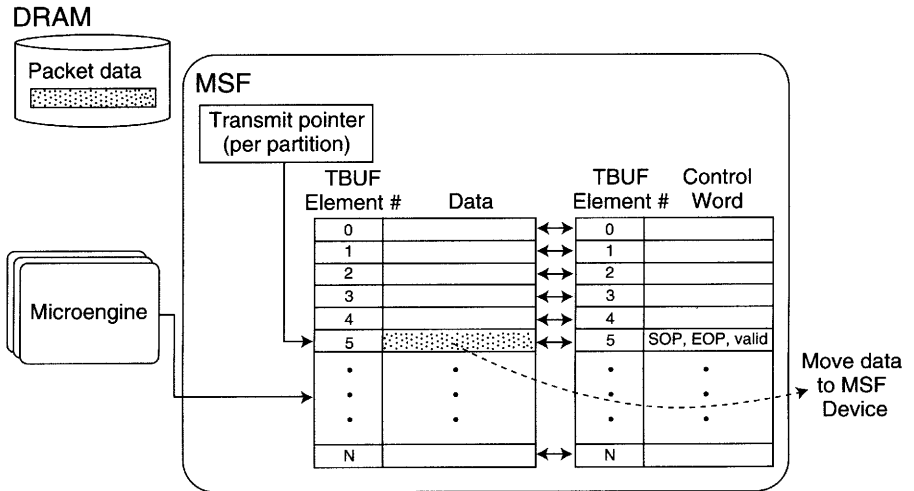 DRAM
Packet data
MSF
Transmit pointer
(per partition)
TBUF
Element #
Data
TBUF
Element #
Control
Word
0
0
1
1
2
2
3
3
4
4
5
5
SOP, EOP, valid
N
N
Microengine
Move data
to MSF
Device